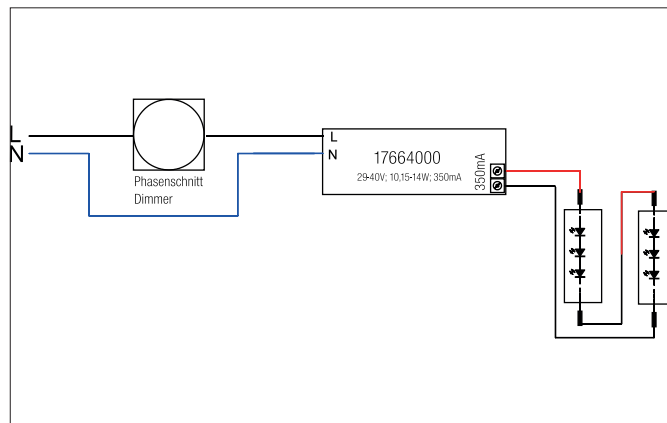 L
N
Phasenschnitt
Dimmer
L
N
17664000
29-40V; 10,15-14W; 350mA
350mA